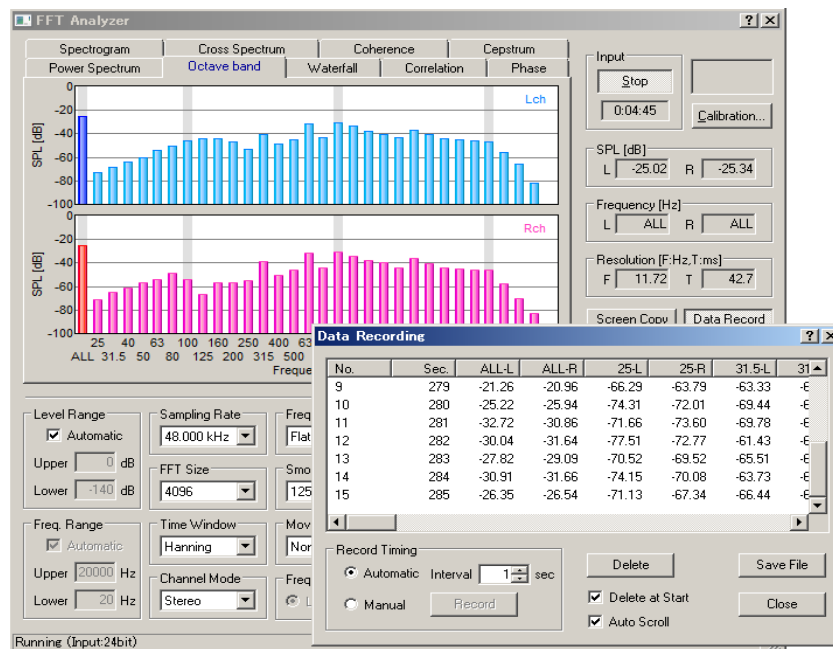 FFT Analyzer
Spectrogram Cross Spectrum Coherence Cepstrum
Power Spectrum Octave band Waterfall Correlation Phase
Lch
SPL [dB]
0
-20
-40
-60
-80
-100
Rch
SPL [dB]
0
-20
-40
-60
-80
-100
25 40 63 100 160 250 400
ALL 31.5 50 80 125 200 315 500
Input
Stop
0:04:45
Calibration...
SPL [dB]
L -25.02 R -25.34
Frequency [Hz]
L ALL R ALL
Resolution [F:Hz,T:ms]
F 11.72 T 42.7
Screen Copy Data Record
Level Range
Automatic
Upper 0 dB
Lower -140 dB
Freq. Range
Automatic
Upper 20000 Hz
Lower 20 Hz
Sampling Rate
48.000 kHz
FFT Size
4096
Time Window
Hanning
Channel Mode
Stereo
Flat
125
Running (Input:24bit)
Data Recording
No. Sec. ALL-L ALL-R 25-L 25-R 31.5-L
9 279 -21.26 -20.96 -66.29 -63.79 -63.33
10 280 -25.22 -25.94 -74.31 -72.01 -69.44
11 281 -32.72 -30.86 -71.66 -73.60 -69.78
12 282 -30.04 -31.64 -77.51 -72.77 -61.43
13 283 -27.82 -29.09 -70.52 -69.52 -65.51
14 284 -30.91 -31.66 -74.15 -70.08 -63.73
15 285 -26.35 -26.54 -71.13 -67.34 -66.44
Record Timing
Automatic Interval 1 sec
Manual Record
Delete
Save File
Delete at Start
Close
Auto Scroll